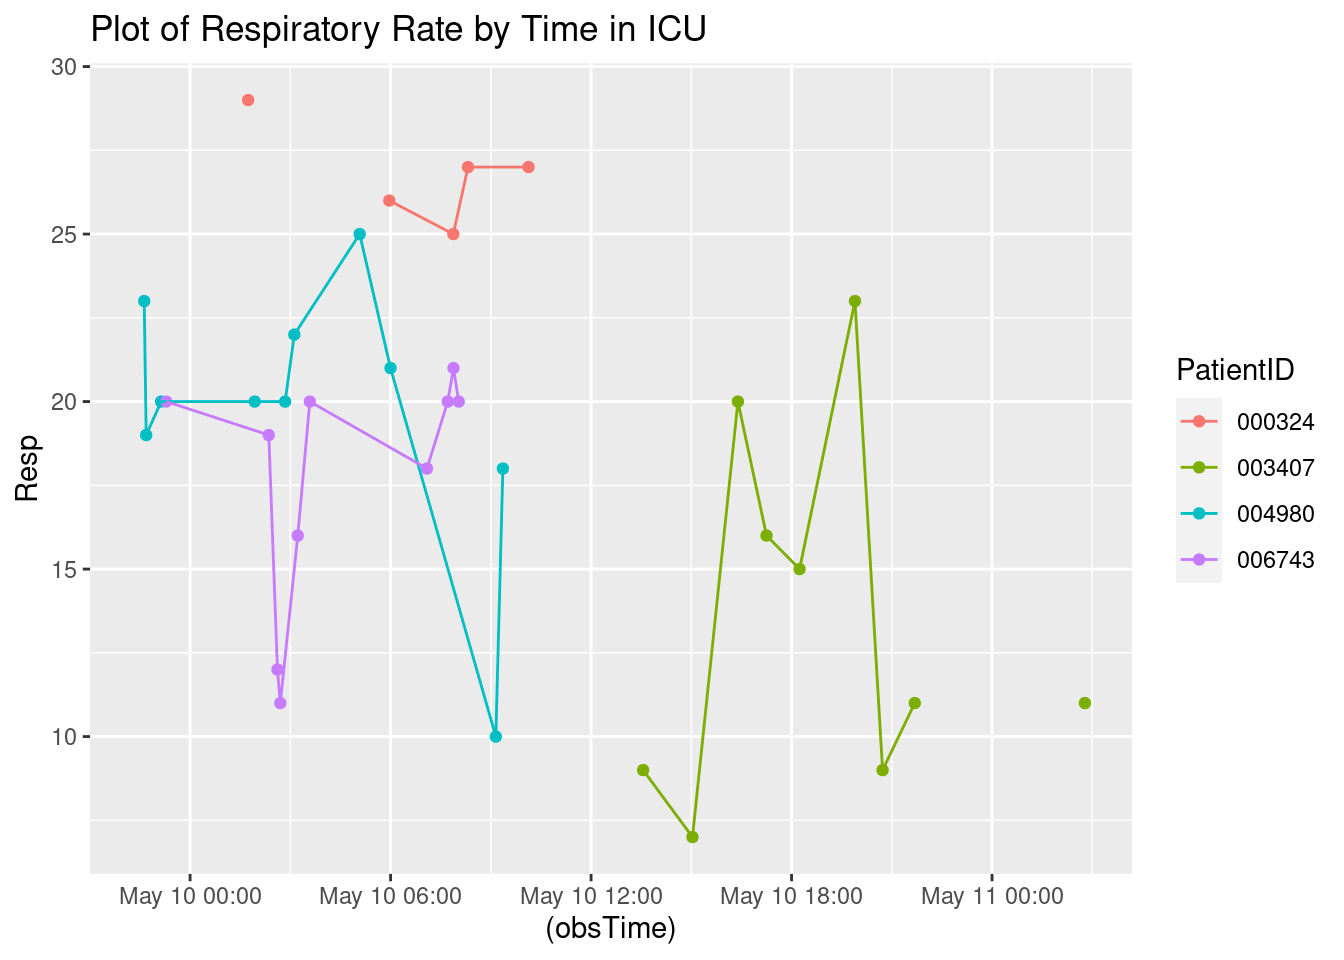 Plot of Respiratory Rate by Time in ICU
30
25
20
15
10
Resp
May 10 00:00 May 10 06:00 May 10 12:00 May 10 18:00 May 11 00:00
(obsTime)
PatientID
000324
003407
004980
006743